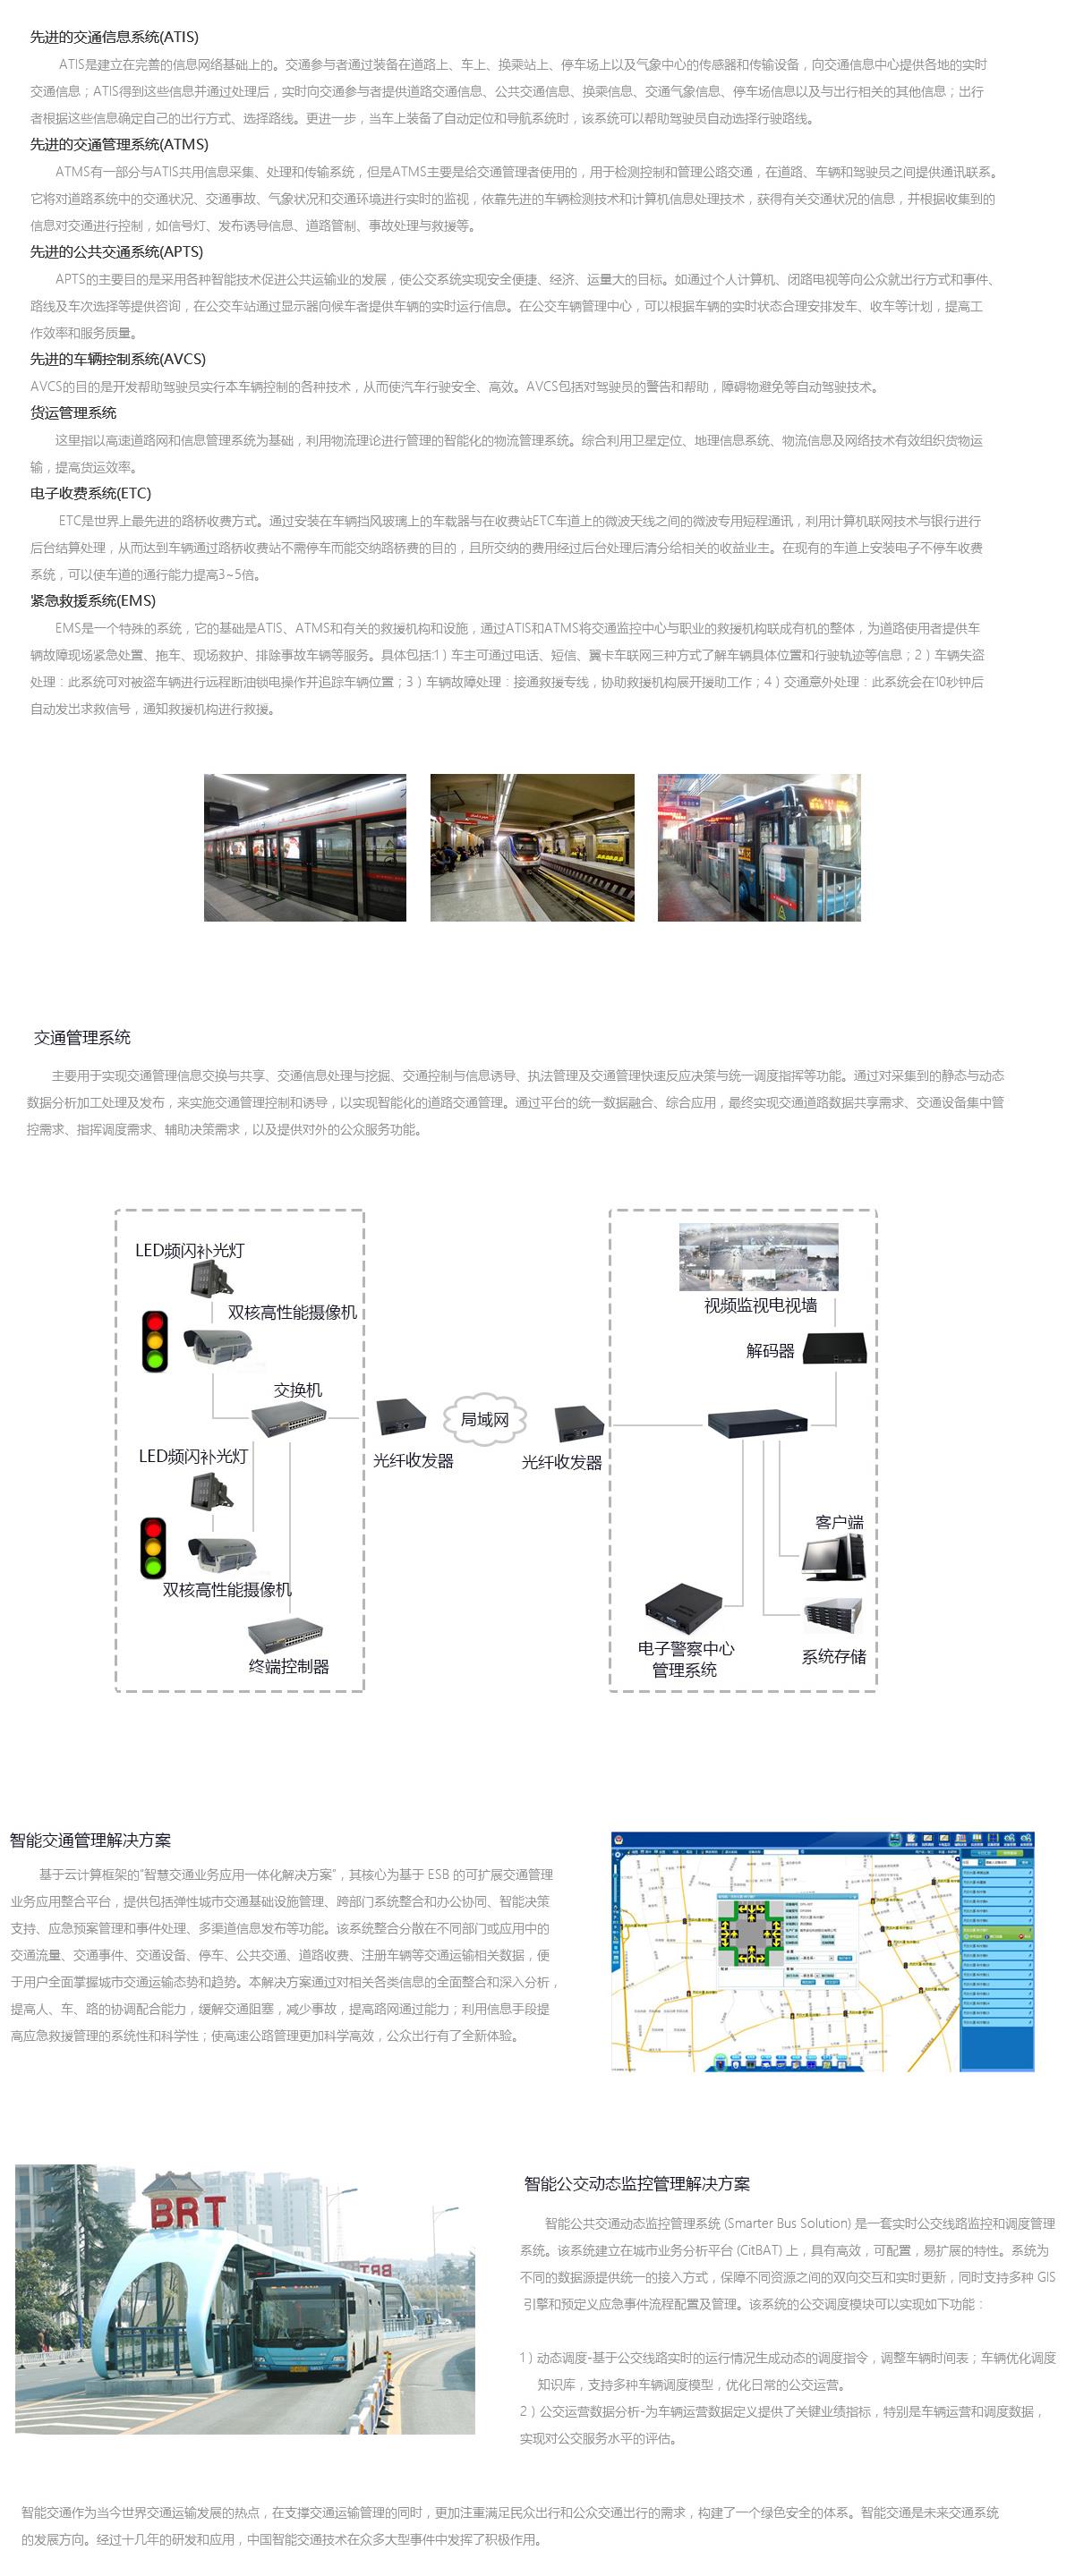 先进的交通信息系统(ATIS)
ATIS是建立在完善的信息网络基础上的。交通参与者通过装备在道路上、车上、换乘站上、停车场上以及气象中心的传感器和传输设备，向交通信息中心提供各地的实时
交通信息；ATIS得到这些信息并通过处理后，实时向交通参与者提供道路交通信息、公共交通信息、换乘信息、交通气象信息、停车场信息以及与出行相关的其他信息；出行
者根据这些信息确定自己的出行方式、选择路线。更进一步，当车上装备了自动定位和导航系统时，该系统可以帮助驾驶员自动选择行驶路线。
先进的交通管理系统(ATMS)
ATMS有一部分与ATIS共用信息采集、处理和传输系统，但是ATMS主要是给交通管理者使用的，用于检测控制和管理公路交通，在道路、车辆和驾驶员之间提供通讯联系。
它将对道路系统中的交通状况、交通事故、气象状况和交通环境进行实时的监视，依靠先进的车辆检测技术和计算机信息处理技术，获得有关交通状况的信息，并根据收集到的
信息对交通进行控制，如信号灯、发布诱导信息、道路管制、事故处理与救援等。
先进的公共交通系统(APTS)
APTS的主要目的是采用各种智能技术促进公共运输业的发展，使公交系统实现安全便捷、经济、运量大的目标。如通过个人计算机、闭路电视等向公众就出行方式和事件、
路线及车次选择等提供咨询，在公交车站通过显示器向候车者提供车辆的实时运行信息。在公交车辆管理中心，可以根据车辆的实时状态合理安排发车、收车等计划，提高工
作效率和服务质量。
先进的车辆控制系统(AVCS)
AVCS的目的是开发帮助驾驶员实行本车辆控制的各种技术，从而使汽车行驶安全、高效。AVCS包括对驾驶员的警告和帮助，障碍物避免等自动驾驶技术。
货运管理系统
这里指以高速道路网和信息管理系统为基础，利用物流理论进行管理的智能化的物流管理系统。综合利用卫星定位、地理信息系统、物流信息及网络技术有效组织货物运
输，提高货运效率。
电子收费系统(ETC)
ETC是世界上最先进的路桥收费方式。通过安装在车辆挡风玻璃上的车载器与在收费站ETC车道上的微波天线之间的微波专用短程通讯，利用计算机联网技术与银行进行
后台结算处理，从而达到车辆通过路桥收费站不需停车而能交纳路桥费的目的，且所交纳的费用经过后台处理后清分给相关的收益业主。在现有的车道上安装电子不停车收费
系统，可以使车道的通行能力提高3~5倍。
紧急救援系统(EMS)
EMS是一个特殊的系统，它的基础是ATIS、ATMS和有关的救援机构和设施，通过ATIS和ATMS将交通监控中心与职业的救援机构联成有机的整体，为道路使用者提供车
辆故障现场紧急处置、拖车、现场救护、排除事故车辆等服务。具体包括:1）车主可通过电话、短信、翼卡车联网三种方式了解车辆具体位置和行驶轨迹等信息；2）车辆失盗
处理：此系统可对被盗车辆进行远程断油锁电操作并追踪车辆位置；3）车辆故障处理：接通救援专线，协助救援机构展开援助工作；4）交通意外处理：此系统会在10秒钟后
自动发出求救信号，通知救援机构进行救援。
交通管理系统
主要用于实现交通管理信息交换与共享、交通信息处理与挖掘、交通控制与信息诱导、执法管理及交通管理快速反应决策与统一调度指挥等功能。通过对采集到的静态与动态
数据分析加工处理及发布，来实施交通管理控制和诱导，以实现智能化的道路交通管理。通过平台的统一数据融合、综合应用，最终实现交通道路数据共享需求、交通设备集中管
控需求、指挥调度需求、辅助决策需求，以及提供对外的公众服务功能。
LED频闪补光灯
双核高性能摄像机
交换机
LED频闪补光灯
双核高性能摄像机
终端控制器
光纤收发器
局域网
光纤收发器
视频监视电视墙
解码器
客户端
电子警察中心
管理系统
系统存储
智能交通管理解决方案
基于云计算框架的“智慧交通业务应用一体化解决方案”，其核心为基于 ESB 的可扩展交通管理
业务应用整合平台，提供包括弹性城市交通基础设施管理、跨部门系统整合和办公协同、智能决策
支持、应急预案管理和事件处理、多渠道信息发布等功能。该系统整合分散在不同部门或应用中的
交通流量、交通事件、交通设备、停车、公共交通、道路收费、注册车辆等交通运输相关数据，便
于用户全面掌握城市交通运输态势和趋势。本解决方案通过对相关各类信息的全面整合和深入分析，
提高人、车、路的协调配合能力，缓解交通阻塞，减少事故，提高路网通过能力；利用信息手段提
高应急救援管理的系统性和科学性；使高速公路管理更加科学高效，公众出行有了全新体验。
BRT
BRT
智能公交动态监控管理解决方案
智能公共交通动态监控管理系统 (Smarter Bus Solution) 是一套实时公交线路监控和调度管理
系统。该系统建立在城市业务分析平台 (CitBAT) 上，具有高效，可配置，易扩展的特性。系统为
不同的数据源提供统一的接入方式，保障不同资源之间的双向交互和实时更新，同时支持多种 GIS
引擎和预定义应急事件流程配置及管理。该系统的公交调度模块可以实现如下功能：
1）动态调度-基于公交线路实时的运行情况生成动态的调度指令，调整车辆时间表；车辆优化调度
知识库，支持多种车辆调度模型，优化日常的公交运营。
2）公交运营数据分析-为车辆运营数据定义提供了关键业绩指标，特别是车辆运营和调度数据，
实现对公交服务水平的评估。
智能交通作为当今世界交通运输发展的热点，在支撑交通运输管理的同时，更加注重满足民众出行和公众交通出行的需求，构建了一个绿色安全的体系。智能交通是未来交通系统
的发展方向。经过十几年的研发和应用，中国智能交通技术在众多大型事件中发挥了积极作用。